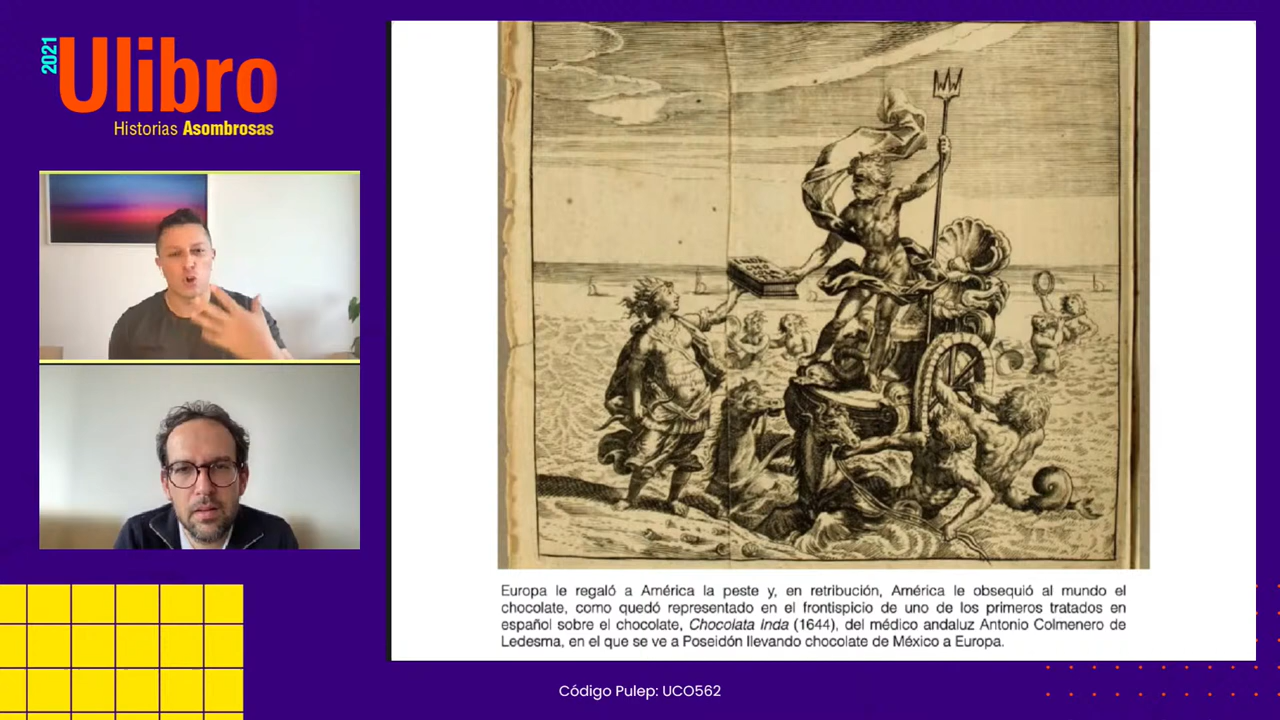 2021
Ulibro
Historias Asombrosas
Europa le regaló a América la peste y, en retribución, América le obsequió al mundo el
chocolate, como quedó representado en el frontispicio de uno de los primeros tratados en
español sobre el chocolate, Chocolata Inda (1644), del médico andaluz Antonio Colmenero de
Ledesma, en el que se ve a Poseidón llevando chocolate de México a Europa.
Código Pulep: UCO562